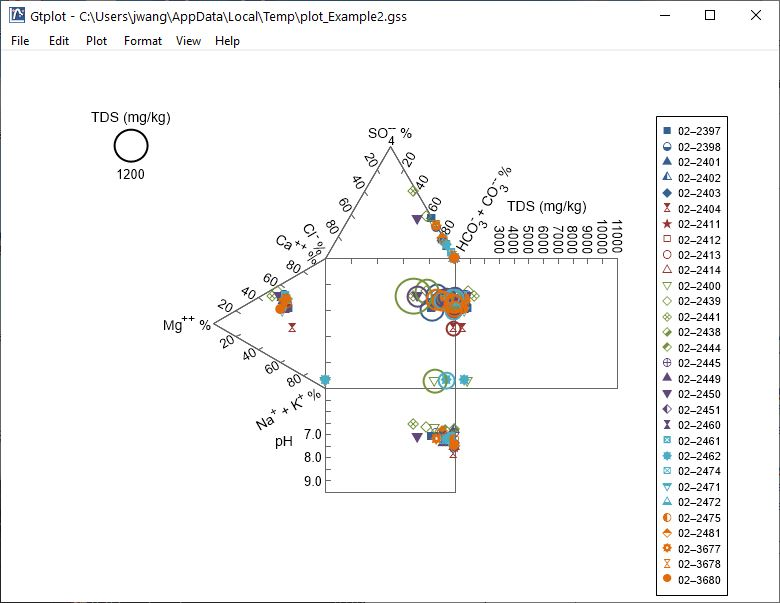 Gtplot - C:\Users\jwang\AppData\Local\Temp\plot_Example2.gss
File Edit Plot Format View Help
TDS (mg/kg)
1200
SO4-- %
20 40 60 80
20 40 60 80
Cl- %
HCO3- + CO3-- %
TDS (mg/kg)
3000 4000 5000 6000 7000 8000 9000 10000 11000
Ca++ %
80 60 40 20
Mg++ %
20 40 60 80
Na+ + K+ %
pH
7.0
8.0
9.0
02–2397
02–2398
02–2401
02–2402
02–2403
02–2404
02–2411
02–2412
02–2413
02–2414
02–2400
02–2439
02–2441
02–2438
02–2444
02–2445
02–2449
02–2450
02–2451
02–2460
02–2461
02–2462
02–2474
02–2471
02–2472
02–2475
02–2481
02–3677
02–3678
02–3680